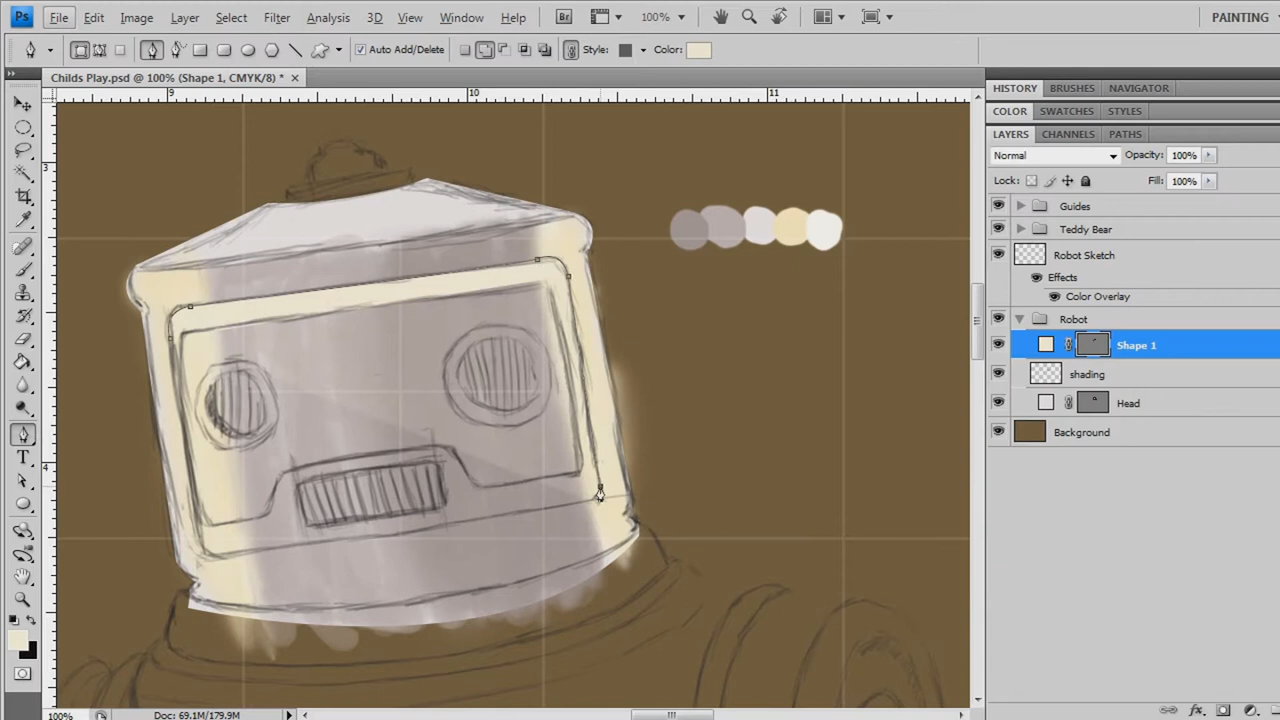 Ps File Edit Image Layer Select Filter Analysis 3D View Window Help Br 100% PAINTING
Auto Add/Delete Style: Color:
Childs Play.psd @ 100% (Shape 1, CMYK/8) * ×
9 10 11
3
4
HISTORY BRUSHES NAVIGATOR
COLOR SWATCHES STYLES
LAYERS CHANNELS PATHS
Normal Opacity: 100%
Lock: Fill: 100%
Guides
Teddy Bear
Robot Sketch
Effects
Color Overlay
Robot
Shape 1
shading
Head
Background
T
100% Doc: 69.1M/179.9M
fx